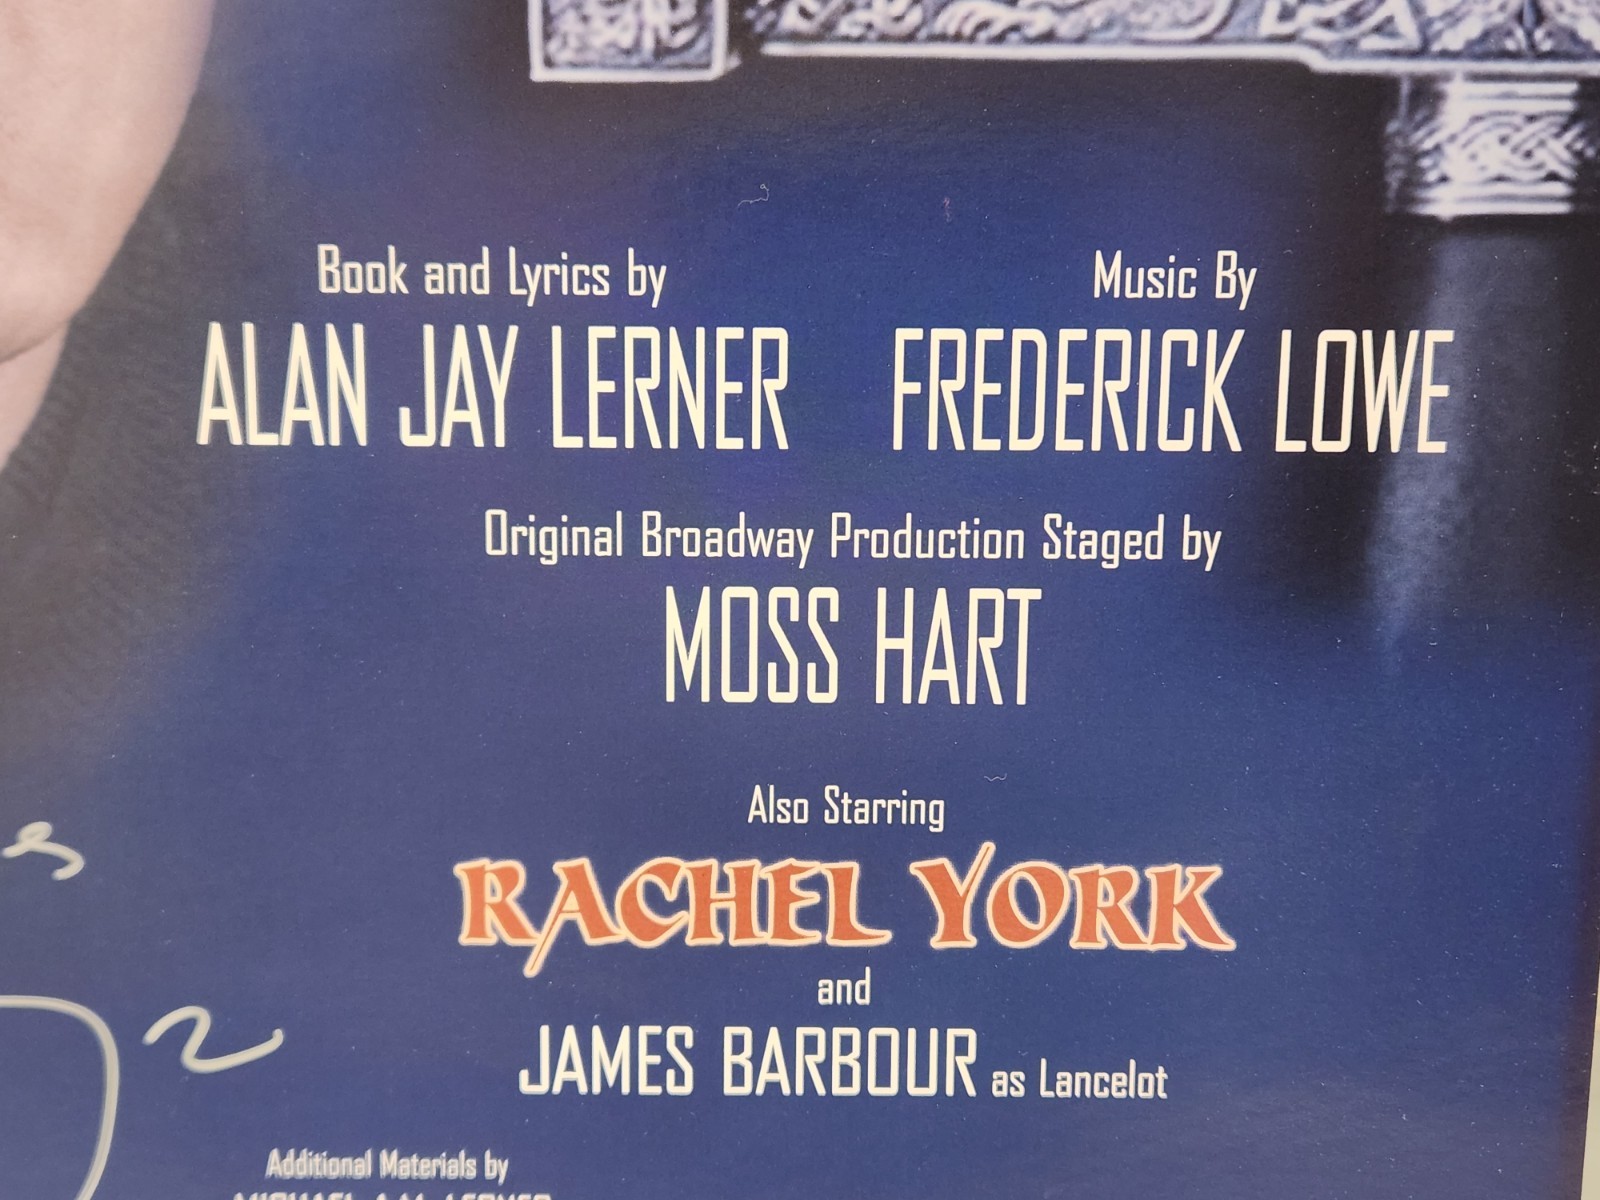 Book and Lyrics by
ALAN JAY LERNER
Music By
FREDERICK LOWE
Original Broadway Production Staged by
MOSS HART
Also Starring
RACHEL YORK
and
JAMES BARBOUR as Lancelot
Additional Materials by